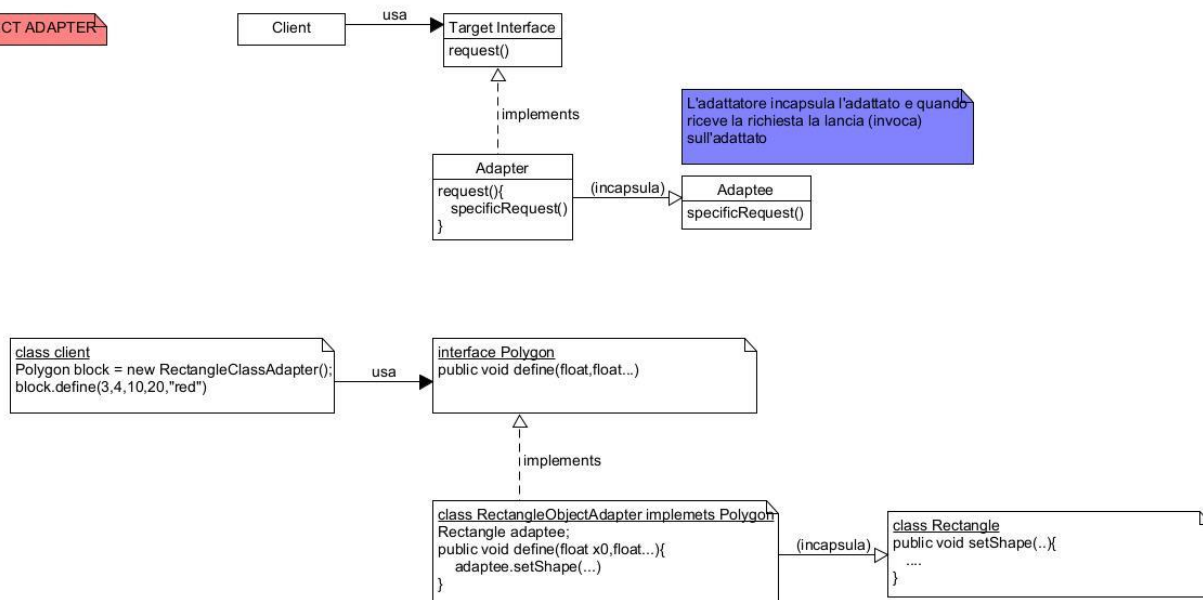 CT ADAPTER
Client
usa
Target Interface
request()
implements
L'adattatore incapsula l'adattato e quando
riceve la richiesta la lancia (invoca)
sull'adattato
Adapter
request(){
specificRequest()
}
(incapsula)
Adaptee
specificRequest()
class client
Polygon block = new RectangleClassAdapter();
block.define(3,4,10,20,"red")
usa
interface Polygon
public void define(float,float...)
implements
class RectangleObjectAdapter implemets Polygon
Rectangle adaptee;
public void define(float x0,float...){
adaptee.setShape(...)
}
(incapsula)
class Rectangle
public void setShape(..){
....
}